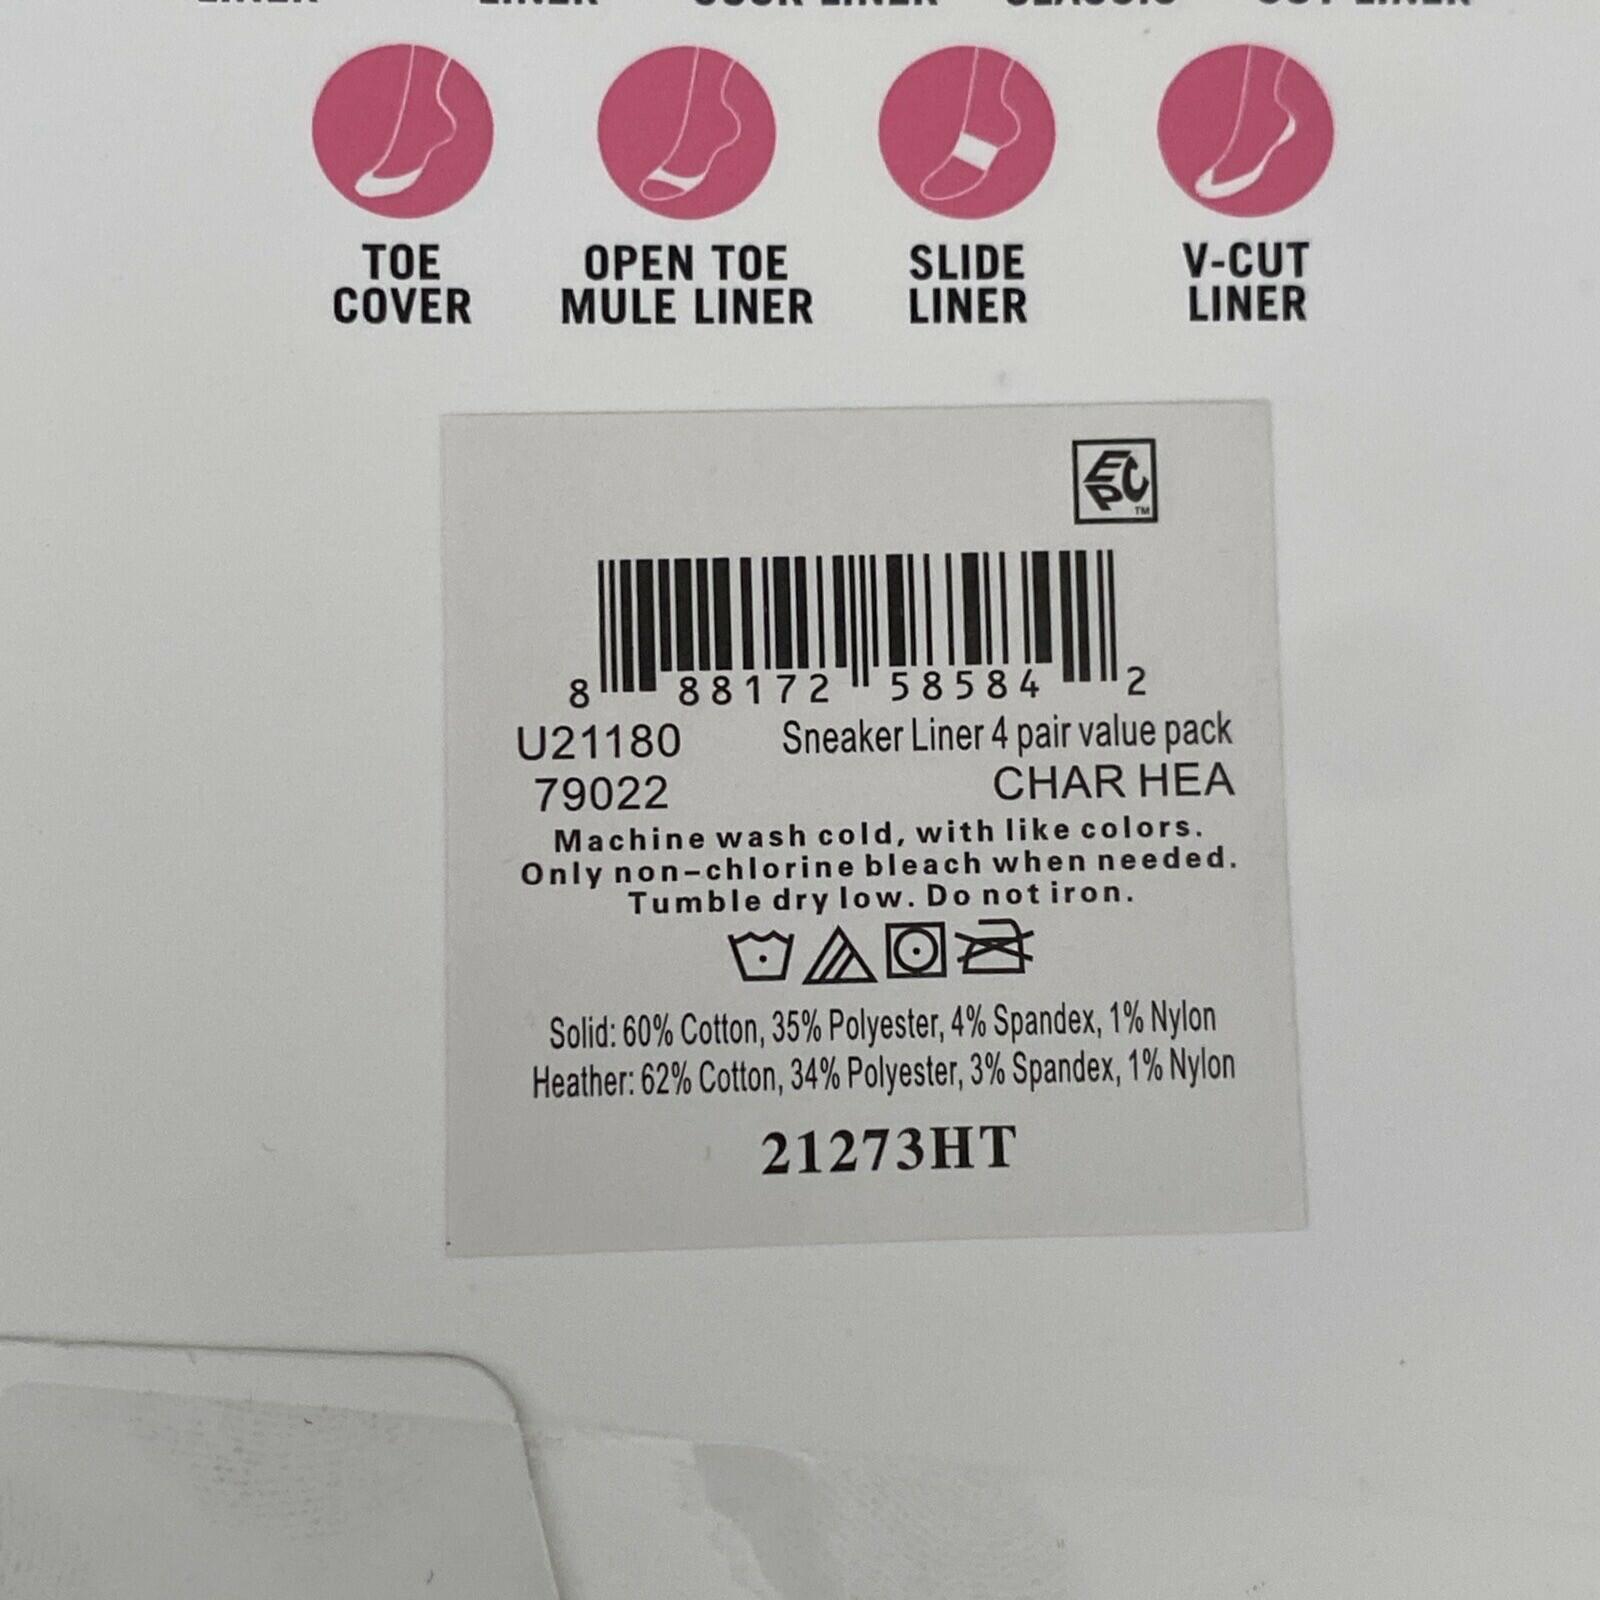 TOE
COVER
OPEN TOE
MULE LINER
SLIDE
LINER
V-CUT
LINER
EPC TM
8 88172 58584 2
U21180 Sneaker Liner 4 pair value pack
79022 CHAR HEA
Machine wash cold, with like colors.
Only non-chlorine bleach when needed.
Tumble dry low. Do not iron.
Solid: 60% Cotton, 35% Polyester, 4% Spandex, 1% Nylon
Heather: 62% Cotton, 34% Polyester, 3% Spandex, 1% Nylon
21273HT